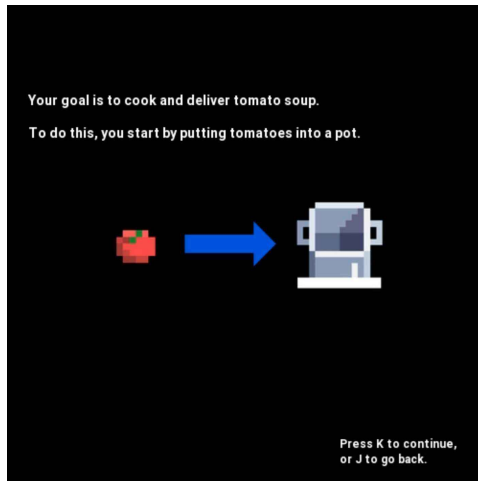 Your goal is to cook and deliver tomato soup.
To do this, you start by putting tomatoes into a pot.
Press K to continue,
or J to go back.